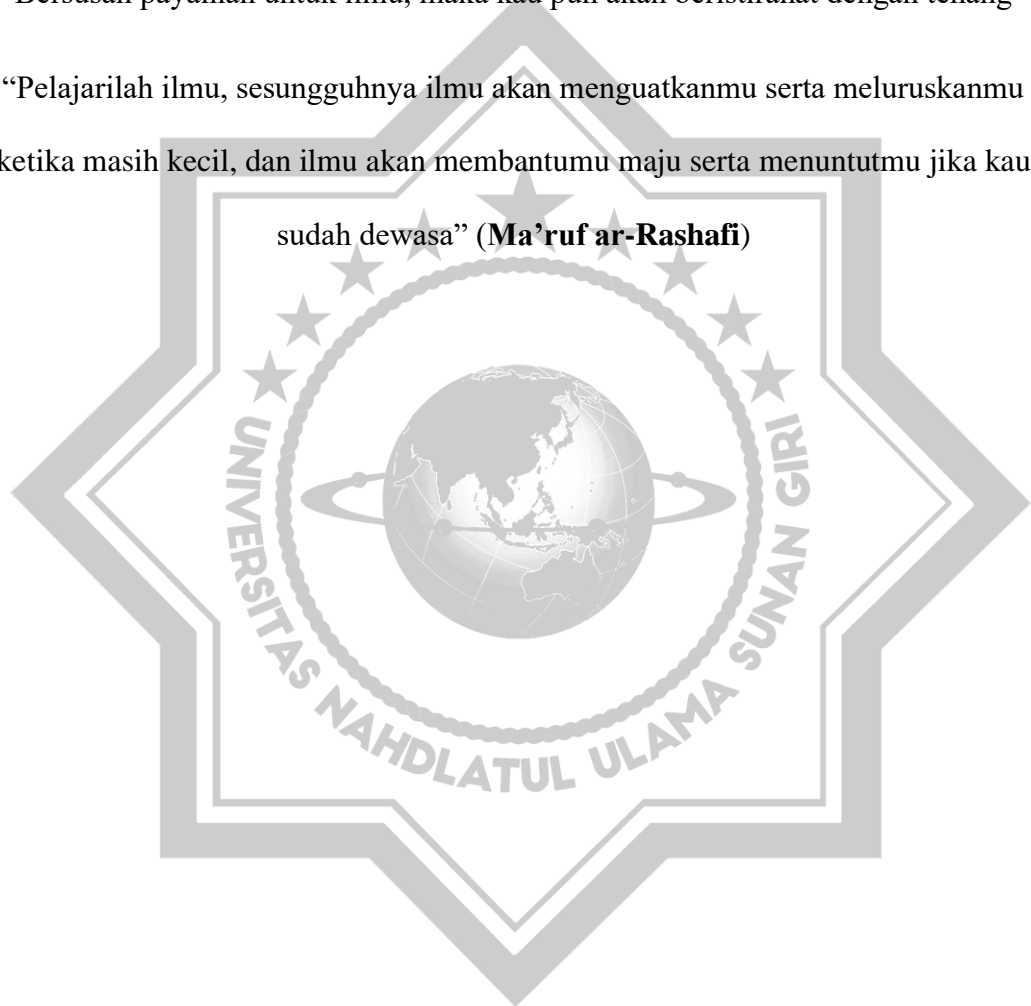 “Pelajarilah ilmu, sesungguhnya ilmu akan menguatkanmu serta meluruskanmu
ketika masih kecil, dan ilmu akan membantumu maju serta menuntutmu jika kau
sudah dewasa” (Ma’ruf ar-Rashafi)
UNIVERSITAS NAHDLATUL ULAMA SUNAN GIRI